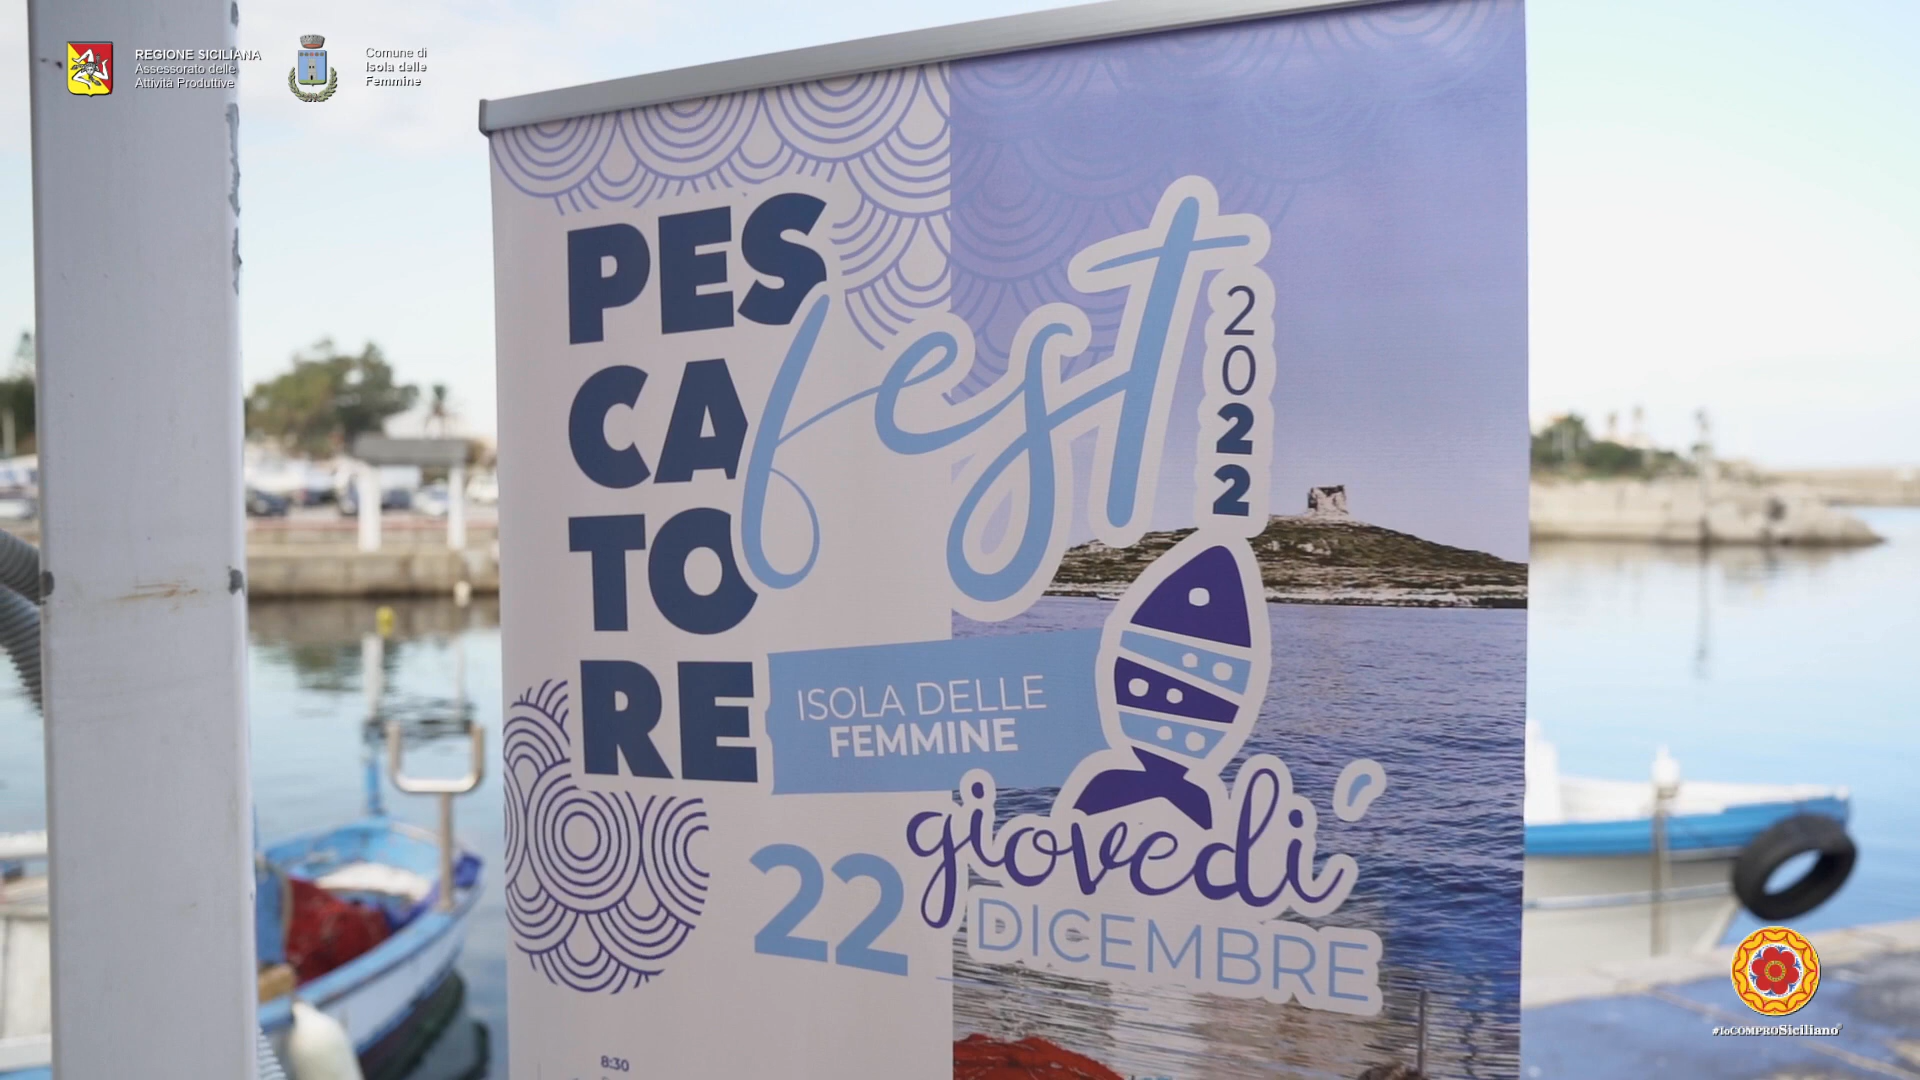 REGIONE SICILIANA
Assessorato delle
Attività Produttive
Comune di
Isola delle
Femmine
PES
CA
TO
RE
fest
2022
ISOLA DELLE
FEMMINE
22 giovedì
DICEMBRE
8:30
#IoCOMPROSiciliano